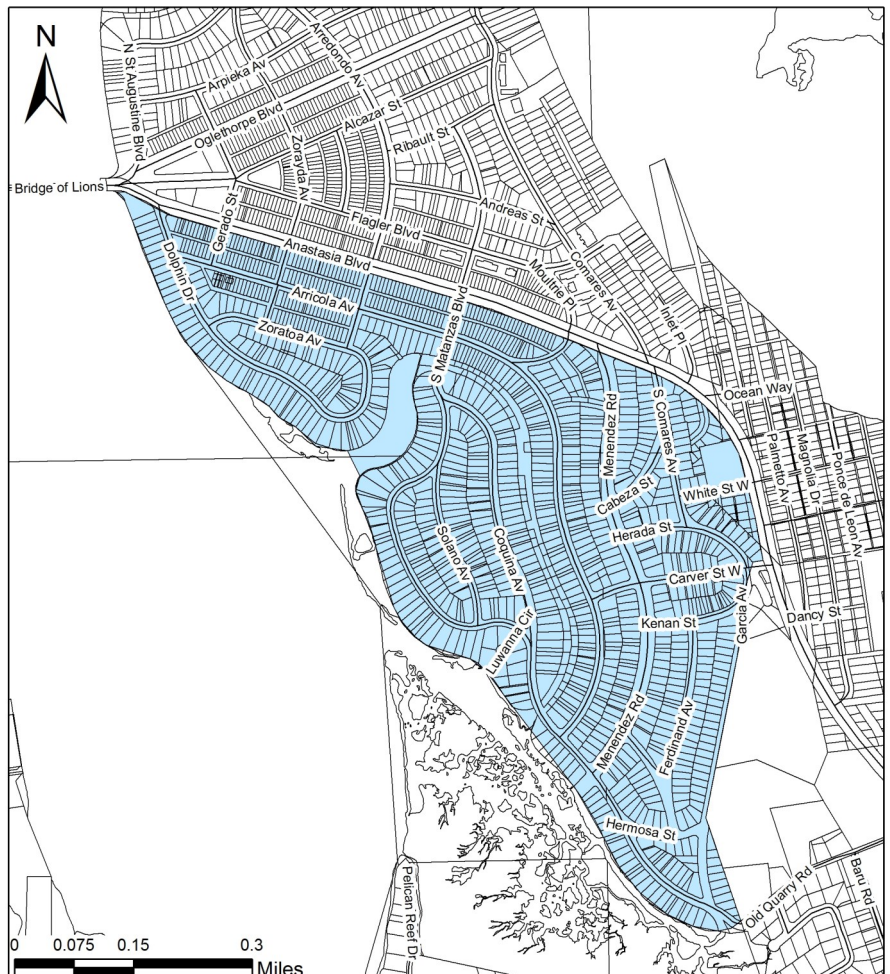 N
N St Augustine Blvd
Arpieka Av
Arredondo Av
Oglethorpe Blvd
Alcazar St
Ribault St
Zorayda Av
Bridge of Lions
Gerado St
Flagler Blvd
Andreas St
Anastasia Blvd
Dolphin Dr
Moultrie Pl
Comares Av
Arricola Av
S Matanzas Blvd
Inlet Pl
Zoratoa Av
Ocean Way
Menendez Rd
S Comares Av
Palmetto Av
Magnolia Dr
Ponce de Leon Av
Cabeza St
White St W
Herada St
Solano Av
Coquina Av
Carver St W
Garcia Av
Dancy St
Kenan St
Luwanna Cir
Menendez Rd
Ferdinand Av
Hermosa St
Old Quarry Rd
Baru Rd
Pelican Reef Dr
0 0.075 0.15 0.3
Miles